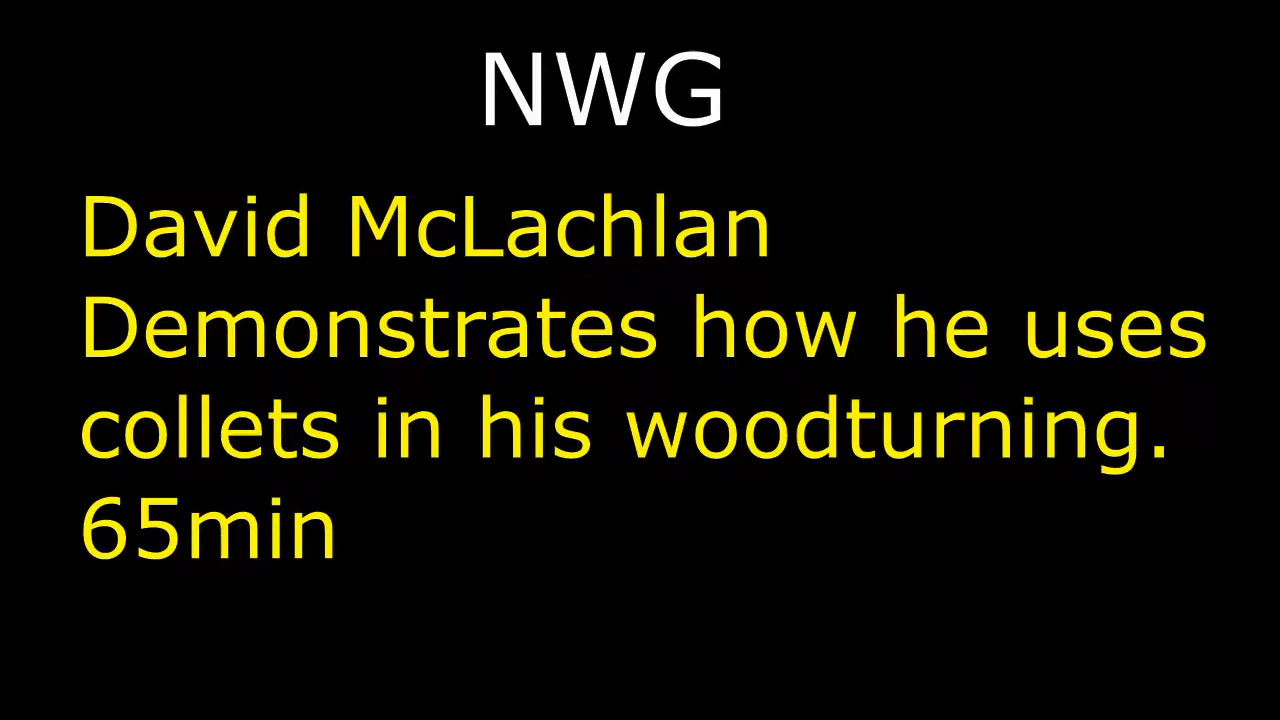 NWG
David McLachlan
Demonstrates how he uses
collets in his woodturning.
65min